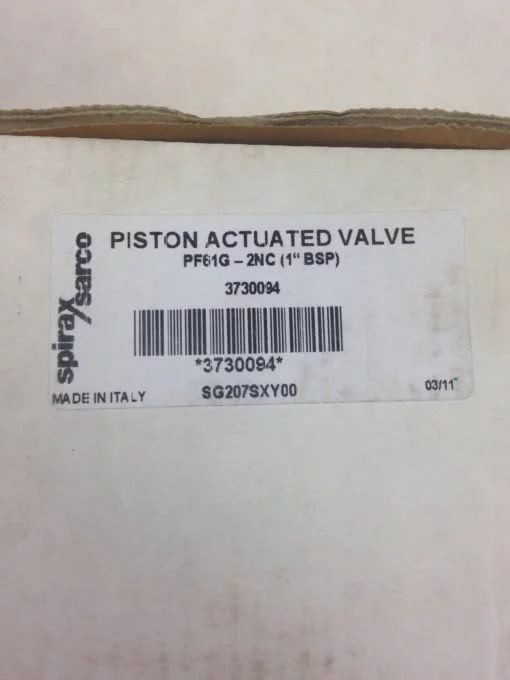 spirax
sarco
PISTON ACTUATED VALVE
PF61G – 2NC (1" BSP)
3730094
*3730094*
MADE IN ITALY
SG207SXY00
03/11